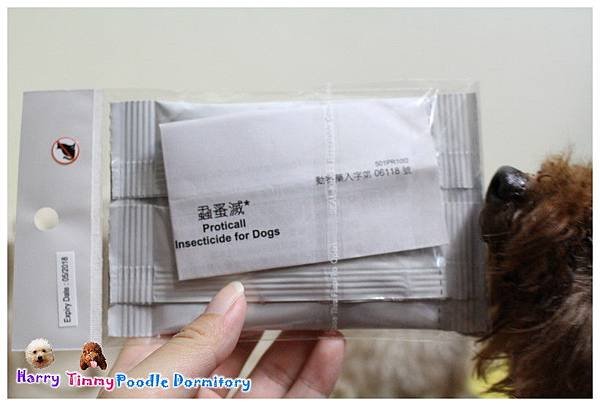 501PR10I2
動物藥入字第 06118 號
蝨蚤滅*
Proticall
Insecticide for Dogs
Expiry Date : 05/2018
Harry Timmy Poodle Dormitory